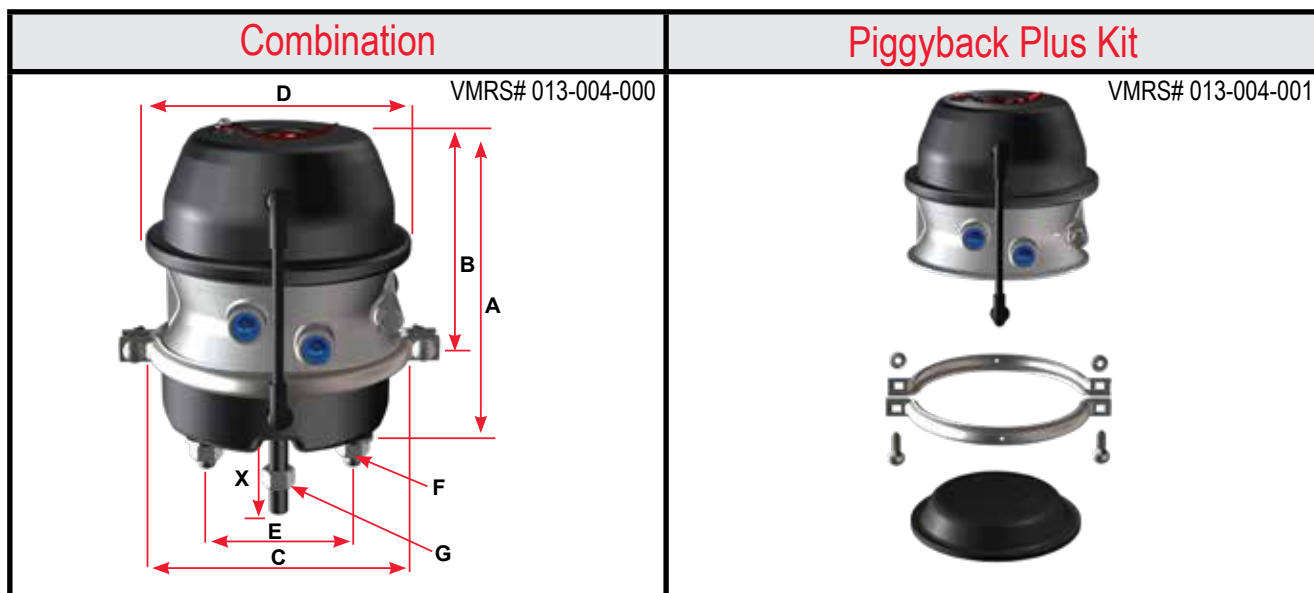 Combination
Piggyback Plus Kit
VMRS# 013-004-000
VMRS# 013-004-001
D
B
A
X
F
E
G
C